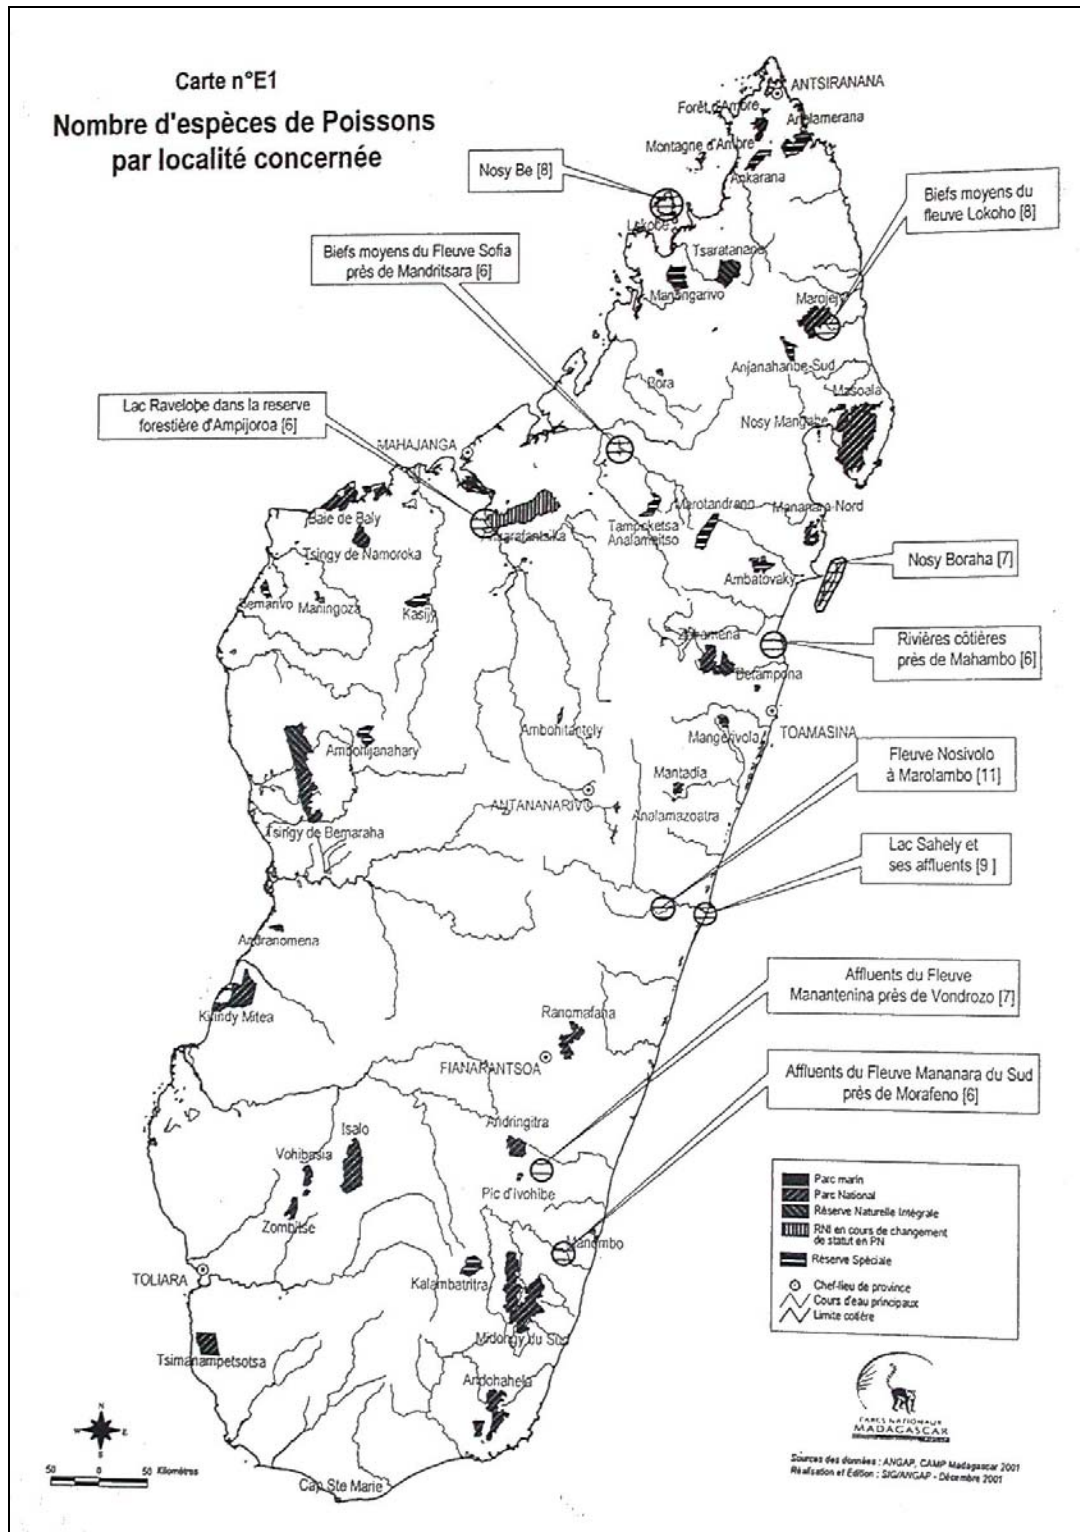 Carte n°E1
Nombre d'espèces de Poissons
par localité concernée
ANTSIRANANA
Forêt d'Ambre
Analamerana
Montagne d'Ambre
Ankarana
Nosy Be [8]
Lokobe
Biefs moyens du
fleuve Lokoho [8]
Biefs moyens du Fleuve Sofia
près de Mandritsara [6]
Tsaratanana
Manongarivo
Marojejy
Anjanaharibe-Sud
Bora
Masoala
Nosy Mangabe
Lac Ravelobe dans la reserve
forestière d'Ampijoroa [6]
MAHAJANGA
Baie de Baly
Tsingy de Namoroka
Ankarafantsika
Tampoketsa
Analamaitso
Marotandrano
Mananara-Nord
Ambatovaky
Nosy Boraha [7]
Bemarivo
Maningoza
Kasijy
Rivières côtières
près de Mahambo [6]
Zahamena
Betampona
Ambohijanahary
Ambohitantely
Mangerivola
TOAMASINA
Fleuve Nosivolo
à Marolambo [11]
Mantadia
ANTANANARIVO
Analamazoatra
Tsingy de Bemaraha
Lac Sahely et
ses affluents [9 ]
Andranomena
Kirindy Mitea
Affluents du Fleuve
Manantenina près de Vondrozo [7]
Ranomafana
FIANARANTSOA
Affluents du Fleuve Mananara du Sud
près de Morafeno [6]
Andringitra
Isalo
Vohibasia
Pic d'ivohibe
Zombitse
Manombo
Kalambatritra
TOLIARA
Midongy du Sud
Tsimanampetsotsa
Andohahela
Cap Ste Marie
Parc marin
Parc National
Réserve Naturelle Intégrale
RNI en cours de changement
de statut en PN
Réserve Spéciale
Chef-lieu de province
Cours d'eau principaux
Limite cotière
N
W E
S
50 0 50 Kilomètres
PARCS NATIONAUX
MADAGASCAR
Sources des données : ANGAP, CAMP Madagascar 2001
Réalisation et Edition : SIG/ANGAP - Décembre 2001